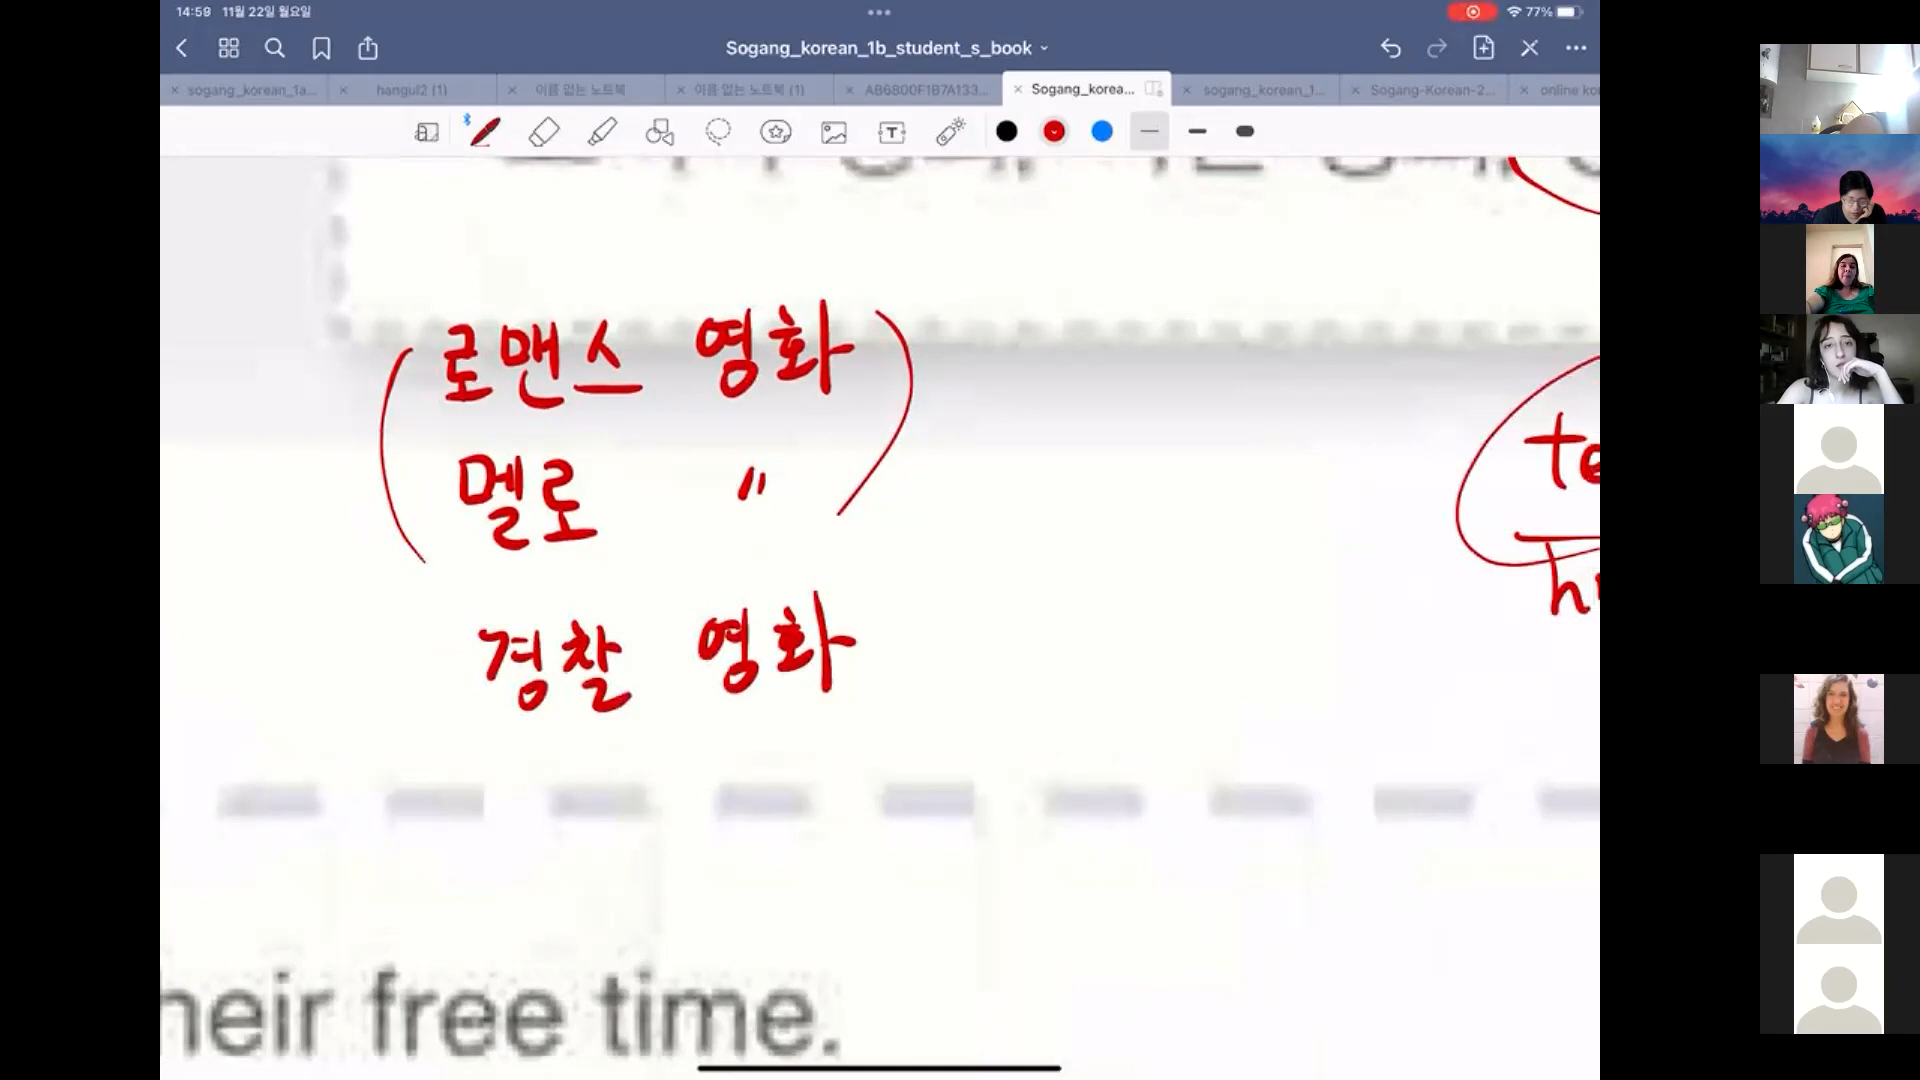 14:59 11월 22일 월요일
77%
Sogang_korean_1b_student_s_book
sogang_korean_1a...
hangul2 (1)
이름 없는 노트북
이름 없는 노트북 (1)
AB6800F1B7A133...
Sogang_korea...
sogang_korean_1...
Sogang-Korean-2...
online ko
T
로맨스 영화
멜로 〃
경찰 영화
te
h
heir free time.